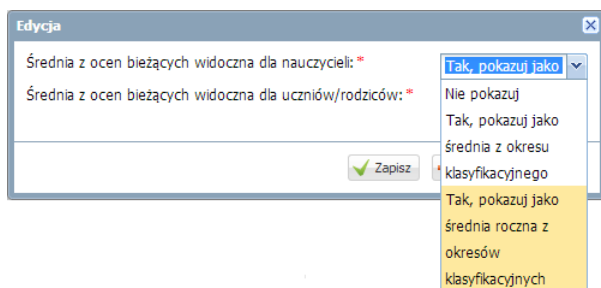 Edycja
Średnia z ocen bieżących widoczna dla nauczycieli: *
Tak, pokazuj jako
Średnia z ocen bieżących widoczna dla uczniów/rodziców: *
Nie pokazuj
Tak, pokazuj jako
średnia z okresu
klasyfikacyjnego
Zapisz
Tak, pokazuj jako
średnia roczna z
okresów
klasyfikacyjnych